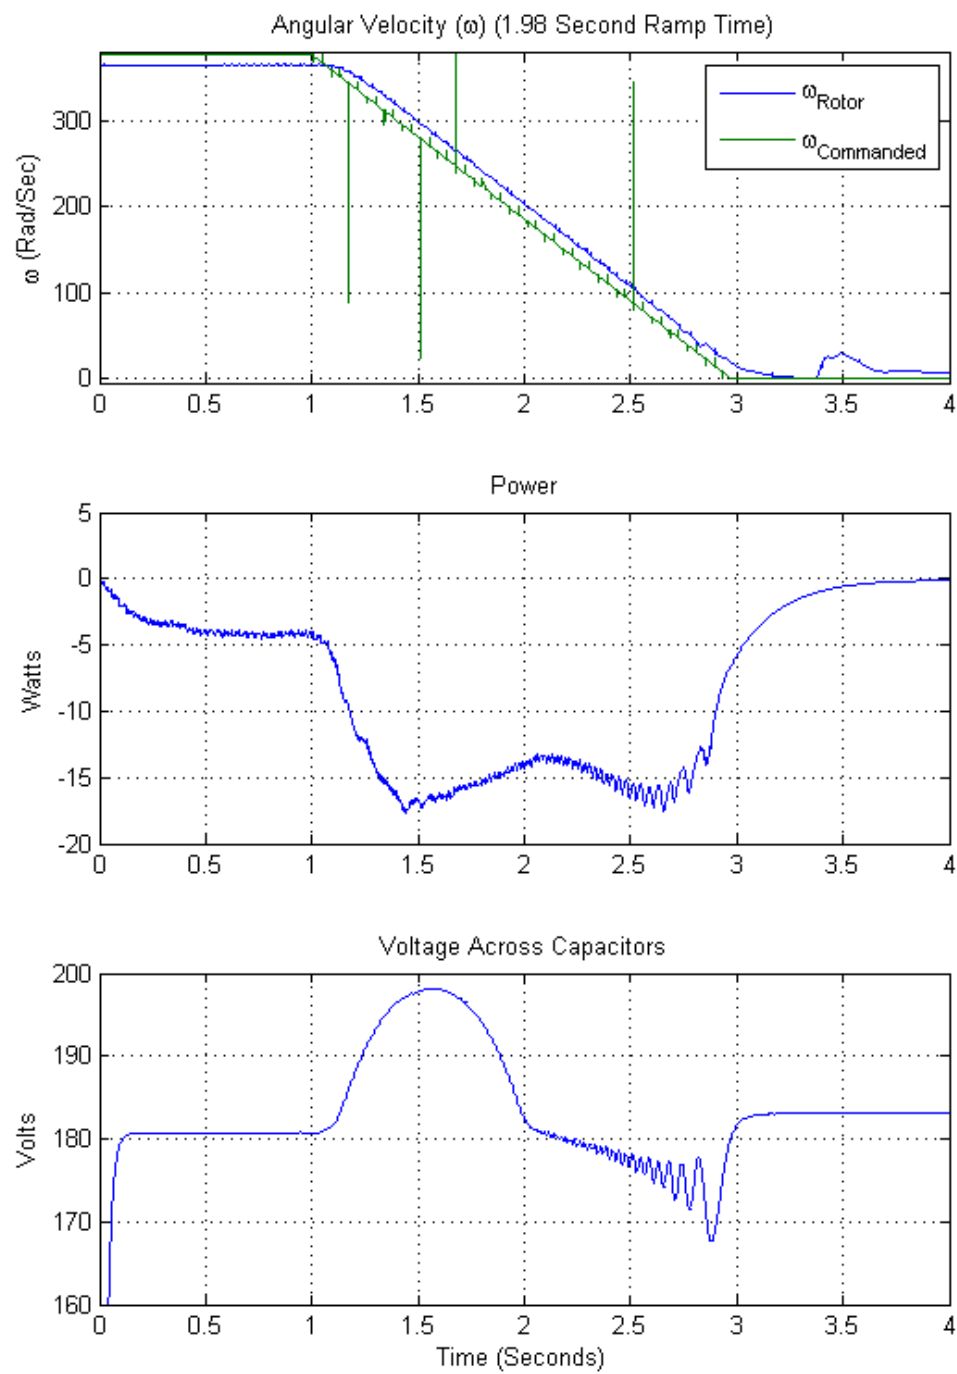 Angular Velocity (ω) (1.98 Second Ramp Time)
ω (Rad/Sec)
300
200
100
0
ωRotor
ωCommanded
0 0.5 1 1.5 2 2.5 3 3.5 4
Power
Watts
5
0
-5
-10
-15
-20
0 0.5 1 1.5 2 2.5 3 3.5 4
Voltage Across Capacitors
Volts
200
190
180
170
160
0 0.5 1 1.5 2 2.5 3 3.5 4
Time (Seconds)